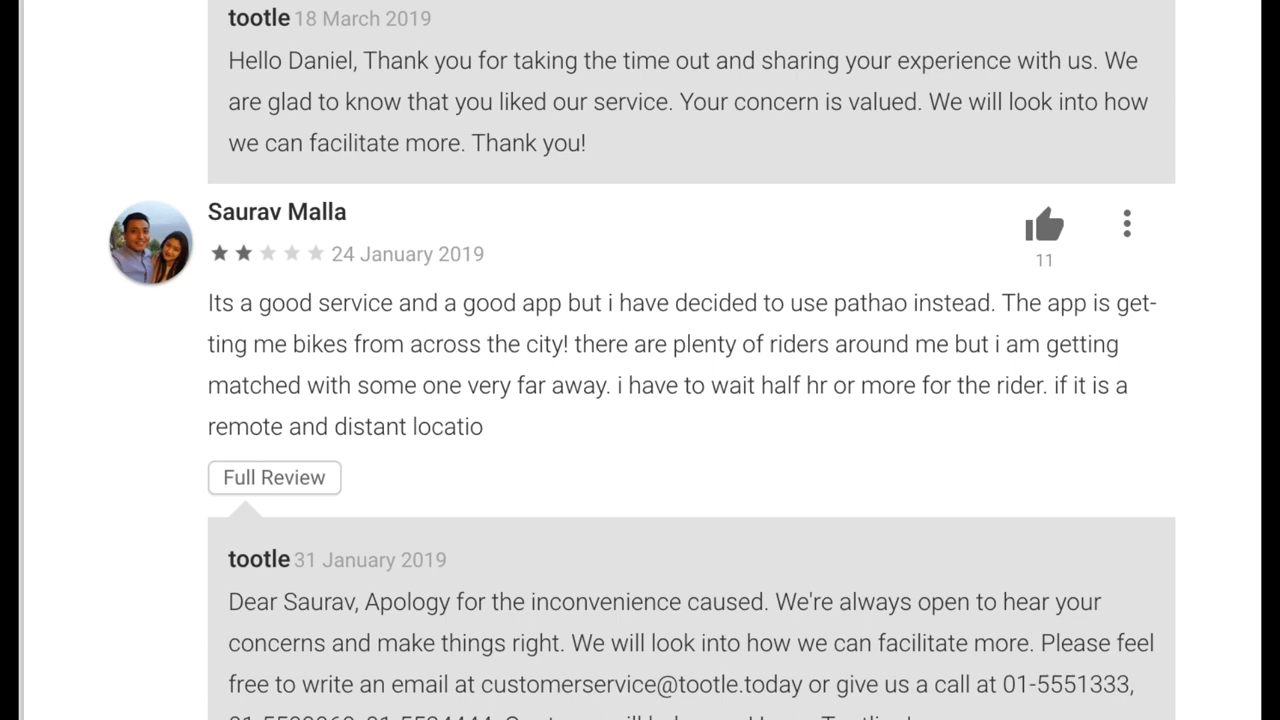 tootle 18 March 2019
Hello Daniel, Thank you for taking the time out and sharing your experience with us. We
are glad to know that you liked our service. Your concern is valued. We will look into how
we can facilitate more. Thank you!
Saurav Malla
24 January 2019
11
Its a good service and a good app but i have decided to use pathao instead. The app is get-
ting me bikes from across the city! there are plenty of riders around me but i am getting
matched with some one very far away. i have to wait half hr or more for the rider. if it is a
remote and distant locatio
Full Review
tootle 31 January 2019
Dear Saurav, Apology for the inconvenience caused. We're always open to hear your
concerns and make things right. We will look into how we can facilitate more. Please feel
free to write an email at customerservice@tootle.today or give us a call at 01-5551333,